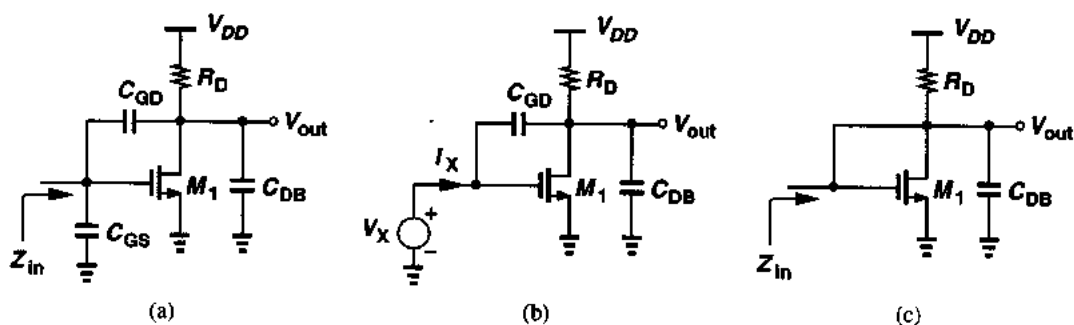 V_DD
R_D
C_GD
V_out
M_1
C_DB
C_GS
Z_in
(a)
V_DD
R_D
C_GD
V_out
I_X
M_1
C_DB
V_X
+
−
(b)
V_DD
R_D
V_out
M_1
C_DB
Z_in
(c)